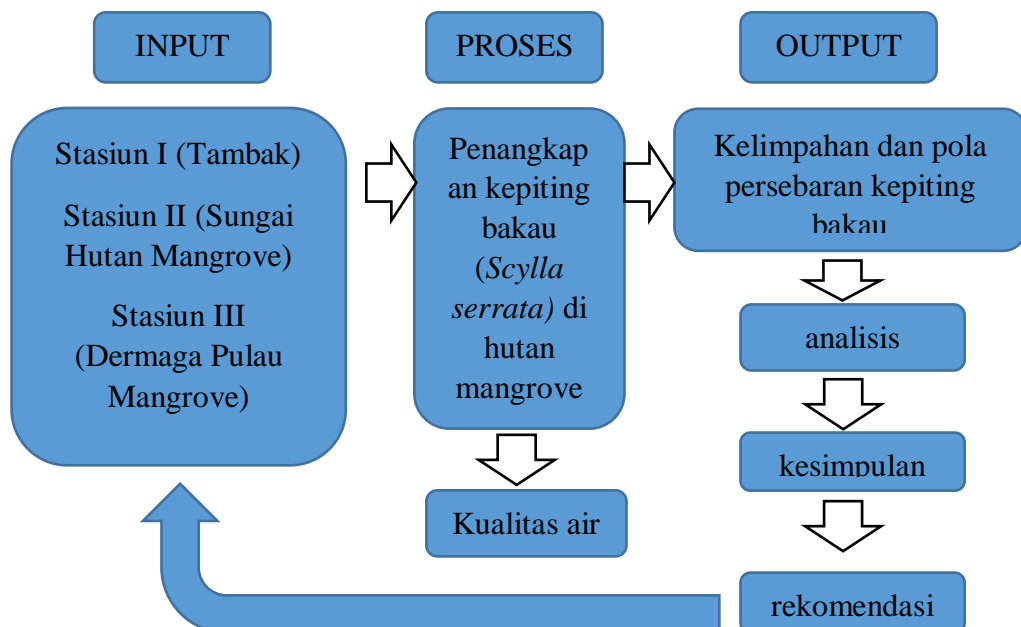 INPUT
PROSES
OUTPUT
Stasiun I (Tambak)
Stasiun II (Sungai
Hutan Mangrove)
Stasiun III
(Dermaga Pulau
Mangrove)
Penangkap
an kepiting
bakau
(Scylla
serrata) di
hutan
mangrove
Kualitas air
Kelimpahan dan pola
persebaran kepiting
bakau
analisis
kesimpulan
rekomendasi